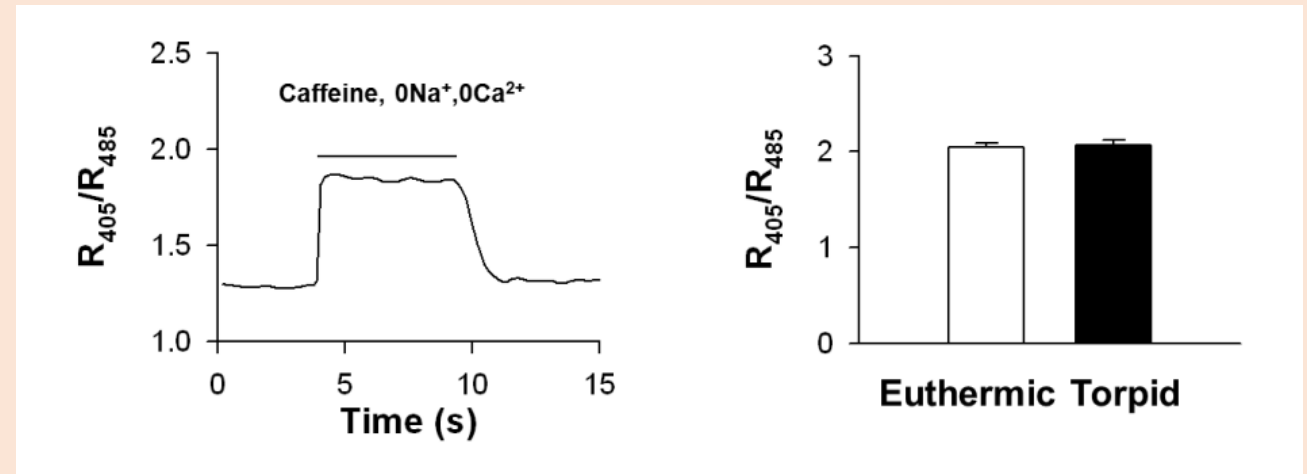 2.5
Caffeine, 0Na⁺,0Ca²⁺
2.0
1.5
1.0
R₄₀₅/R₄₈₅
0 5 10 15
Time (s)
3
2
1
0
R₄₀₅/R₄₈₅
Euthermic Torpid